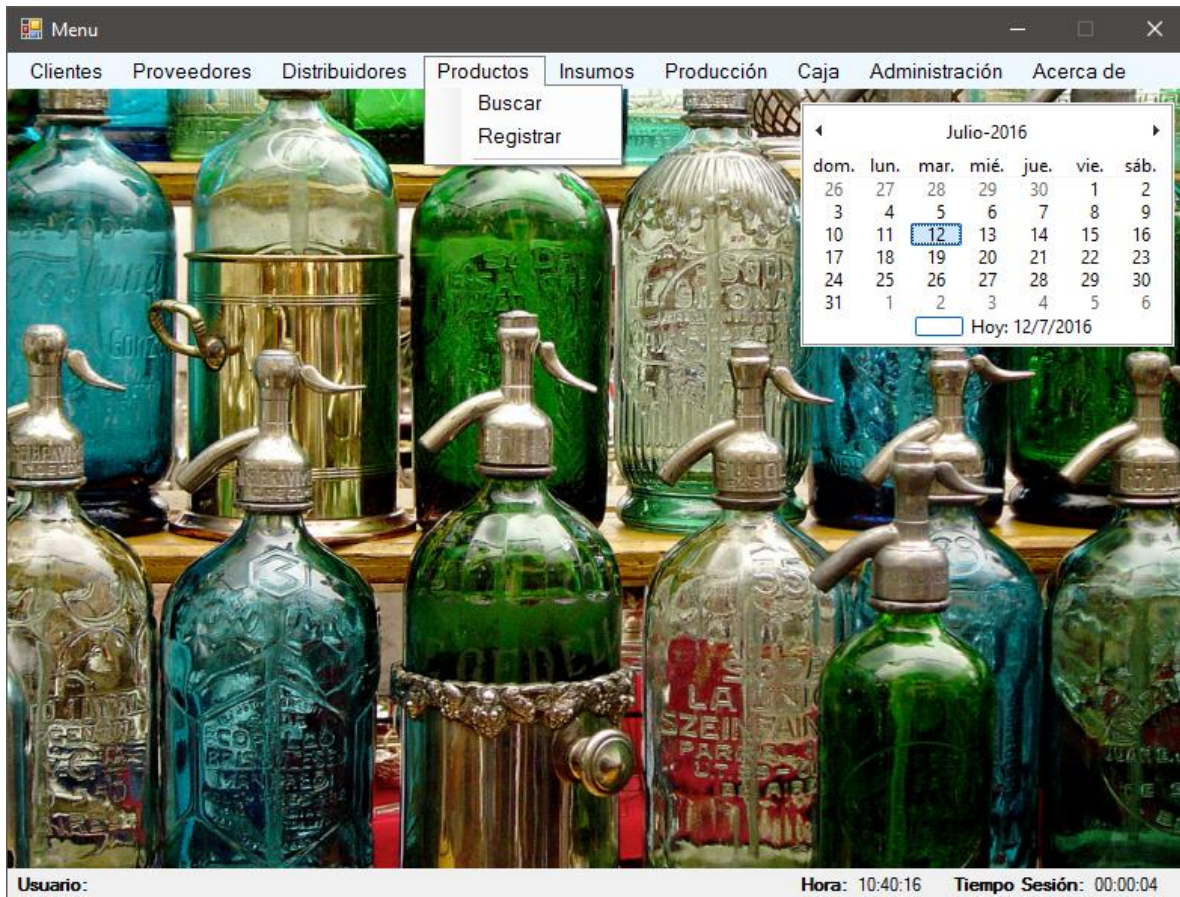 Menu
Clientes Proveedores Distribuidores Productos Insumos Producción Caja Administración Acerca de
Buscar
Registrar
Julio-2016
dom. lun. mar. mié. jue. vie. sáb.
26 27 28 29 30 1 2
3 4 5 6 7 8 9
10 11 12 13 14 15 16
17 18 19 20 21 22 23
24 25 26 27 28 29 30
31 1 2 3 4 5 6
Hoy: 12/7/2016
SODA
LA
Usuario: Hora: 10:40:16 Tiempo Sesión: 00:00:04